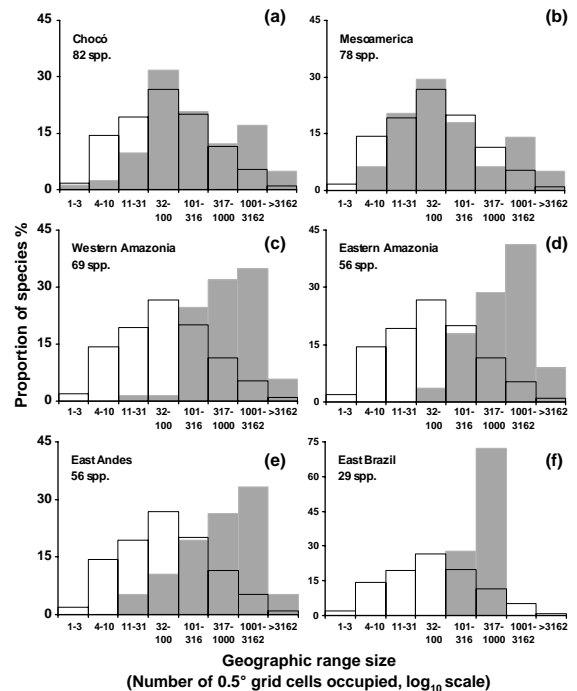 (a)
45
Chocó
82 spp.
30
15
0
1-3 4-10 11-31 32-100 101-316 317-1000 1001-3162 >3162
(b)
45
Mesoamerica
78 spp.
30
15
0
1-3 4-10 11-31 32-100 101-316 317-1000 1001-3162 >3162
Proportion of species %
(c)
45
Western Amazonia
69 spp.
30
15
0
1-3 4-10 11-31 32-100 101-316 317-1000 1001-3162 >3162
(d)
45
Eastern Amazonia
56 spp.
30
15
0
1-3 4-10 11-31 32-100 101-316 317-1000 1001-3162 >3162
(e)
45
East Andes
56 spp.
30
15
0
1-3 4-10 11-31 32-100 101-316 317-1000 1001-3162 >3162
(f)
75
East Brazil
29 spp.
60
45
30
15
0
1-3 4-10 11-31 32-100 101-316 317-1000 1001-3162 >3162
Geographic range size
(Number of 0.5° grid cells occupied, log10 scale)